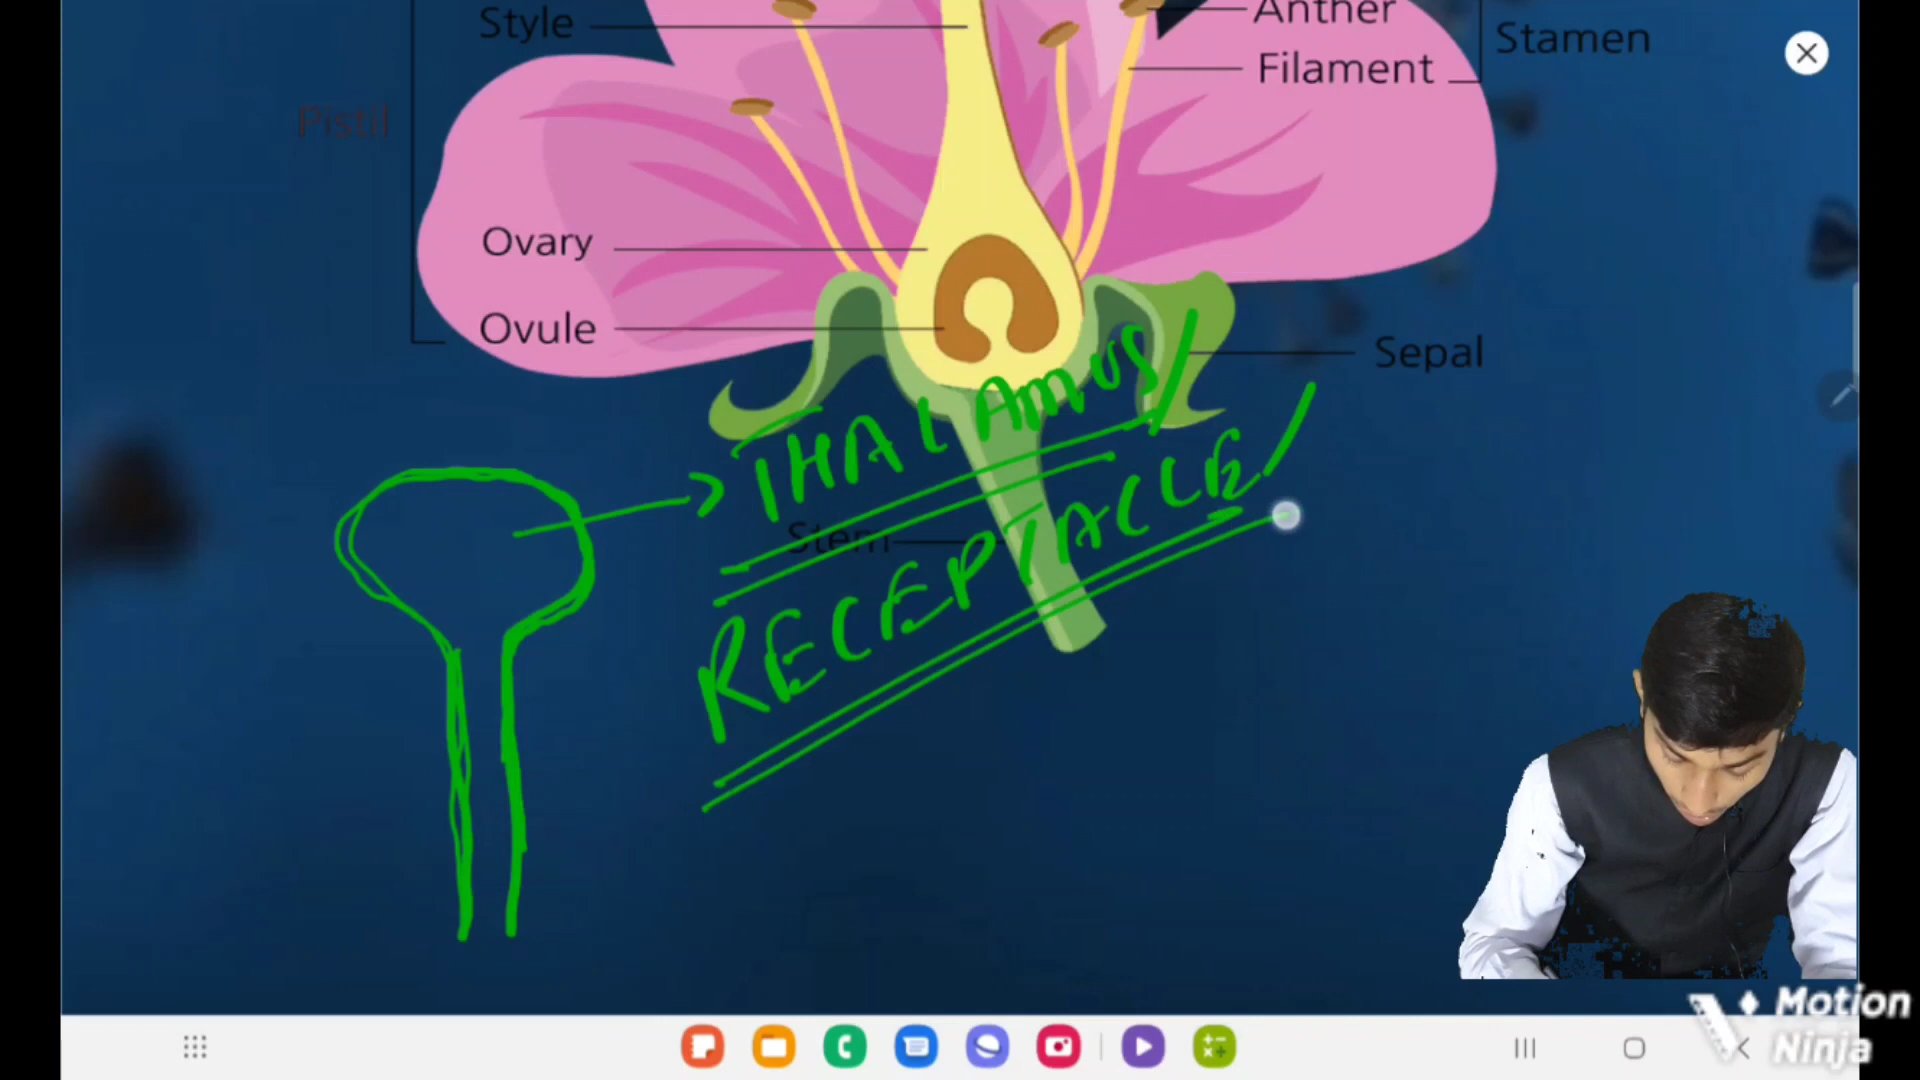 Style
Anther
Stamen
Filament
Pistil
Ovary
Ovule
Sepal
THALAMUS/
Stem
RECEPTACLE/
Motion
Ninja